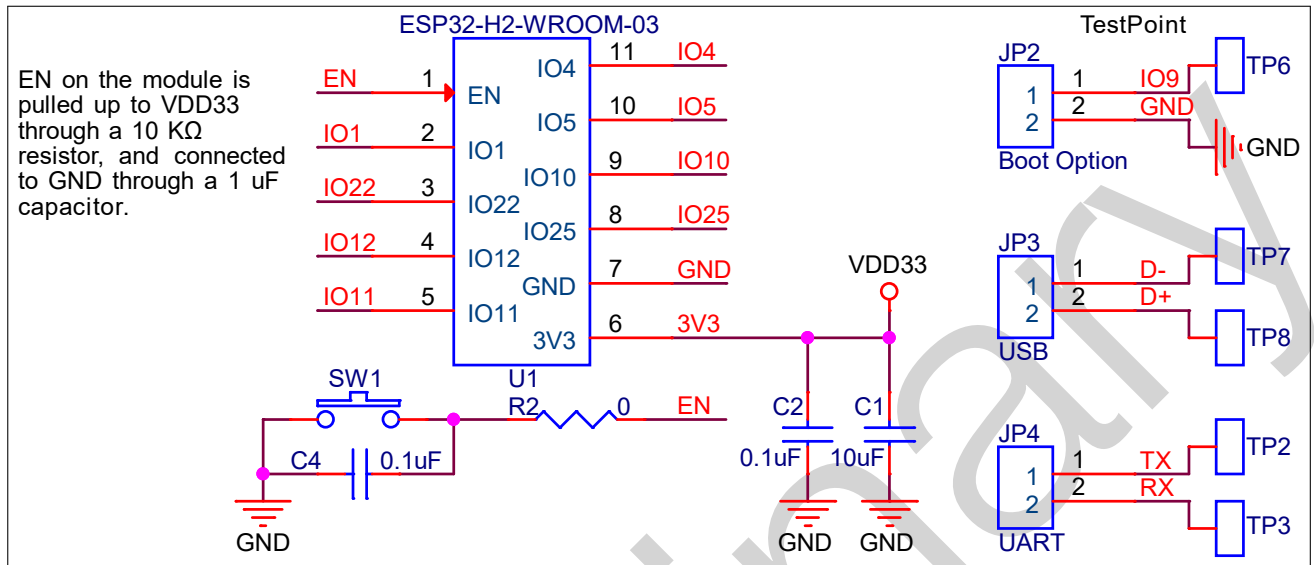 ESP32-H2-WROOM-03
EN on the module is
pulled up to VDD33
through a 10 KΩ
resistor, and connected
to GND through a 1 uF
capacitor.
EN 1 EN
IO1 2 IO1
IO22 3 IO22
IO12 4 IO12
IO11 5 IO11
IO4 11 IO4
IO5 10 IO5
IO10 9 IO10
IO25 8 IO25
GND 7 GND
3V3 6 3V3
U1
VDD33
SW1
R2 0 EN
C4 0.1uF
GND
C2 C1
0.1uF 10uF
GND GND
TestPoint
JP2
1 1 IO9 TP6
2 2 GND GND
Boot Option
JP3
1 1 D- TP7
2 2 D+ TP8
USB
JP4
1 1 TX TP2
2 2 RX TP3
UART
inary